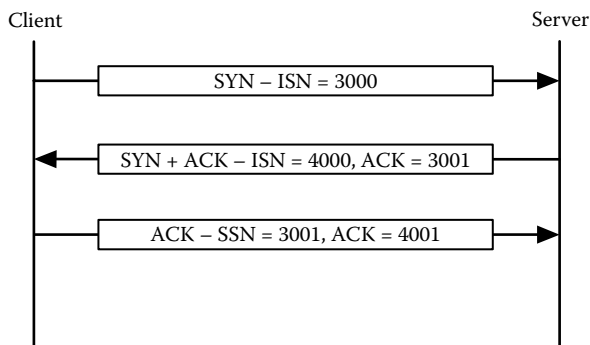 Client
Server
SYN – ISN = 3000
SYN + ACK – ISN = 4000, ACK = 3001
ACK – SSN = 3001, ACK = 4001